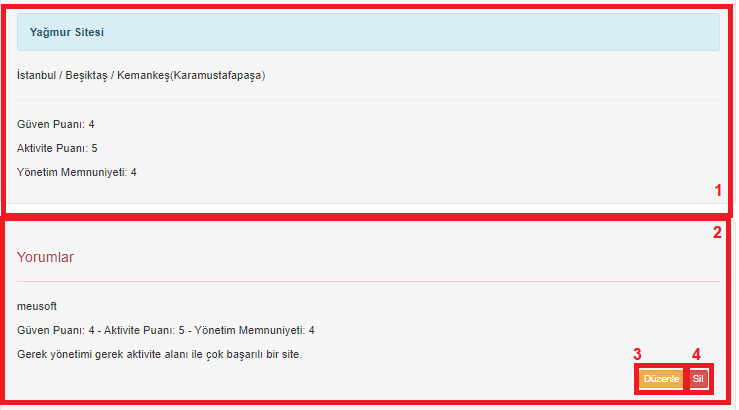 Yağmur Sitesi
İstanbul / Beşiktaş / Kemankeş(Karamustafapaşa)
Güven Puanı: 4
Aktivite Puanı: 5
Yönetim Memnuniyeti: 4
1
2
Yorumlar
meusoft
Güven Puanı: 4 - Aktivite Puanı: 5 - Yönetim Memnuniyeti: 4
Gerek yönetimi gerek aktivite alanı ile çok başarılı bir site.
3 4
Düzenle Sil